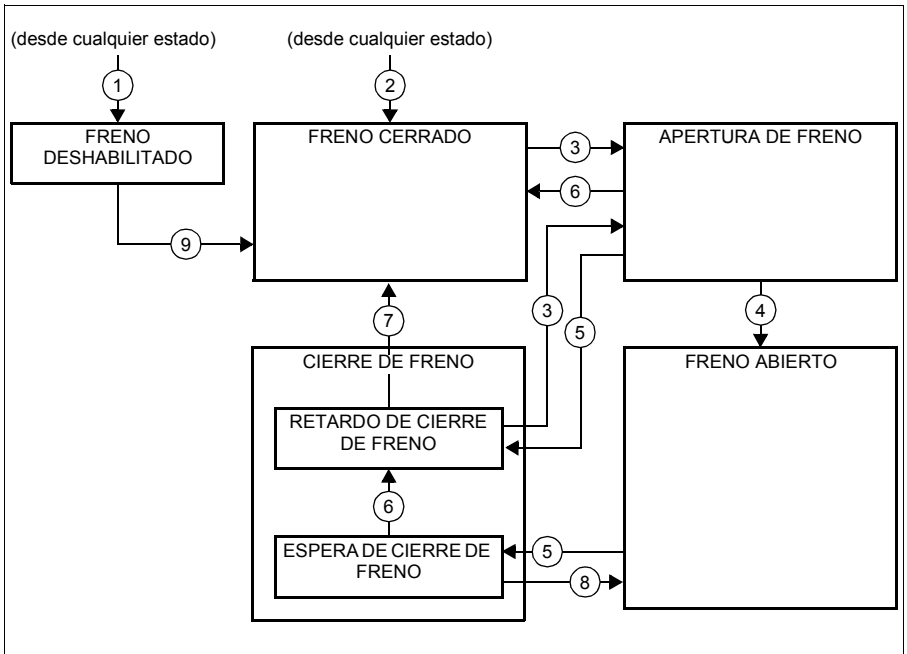 (desde cualquier estado)
(desde cualquier estado)
1
2
FRENO
DESHABILITADO
FRENO CERRADO
APERTURA DE FRENO
3
6
9
3
5
4
7
CIERRE DE FRENO
FRENO ABIERTO
RETARDO DE CIERRE
DE FRENO
6
ESPERA DE CIERRE DE
FRENO
5
8